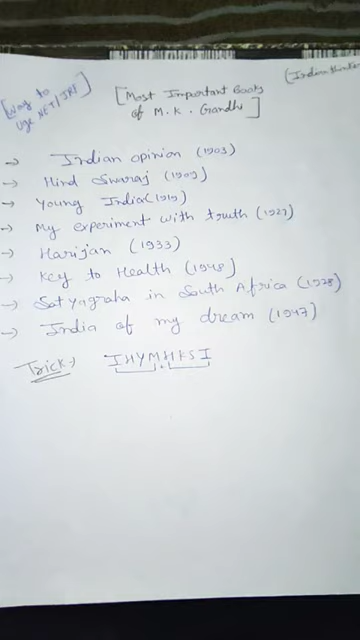 [Way to
UGC NET/JRF]
[Most Important Books
of M.K. Gandhi]
(Indian thinker
→ Indian opinion (1903)
→ Hind Swaraj (1909)
→ Young India (1919)
→ My experiment with truth (1927)
→ Harijan (1933)
→ Key to Health (1948]
→ Satyagraha in South Africa (1928)
→ India of my dream (1947)
Trick:- IHYMHKSI